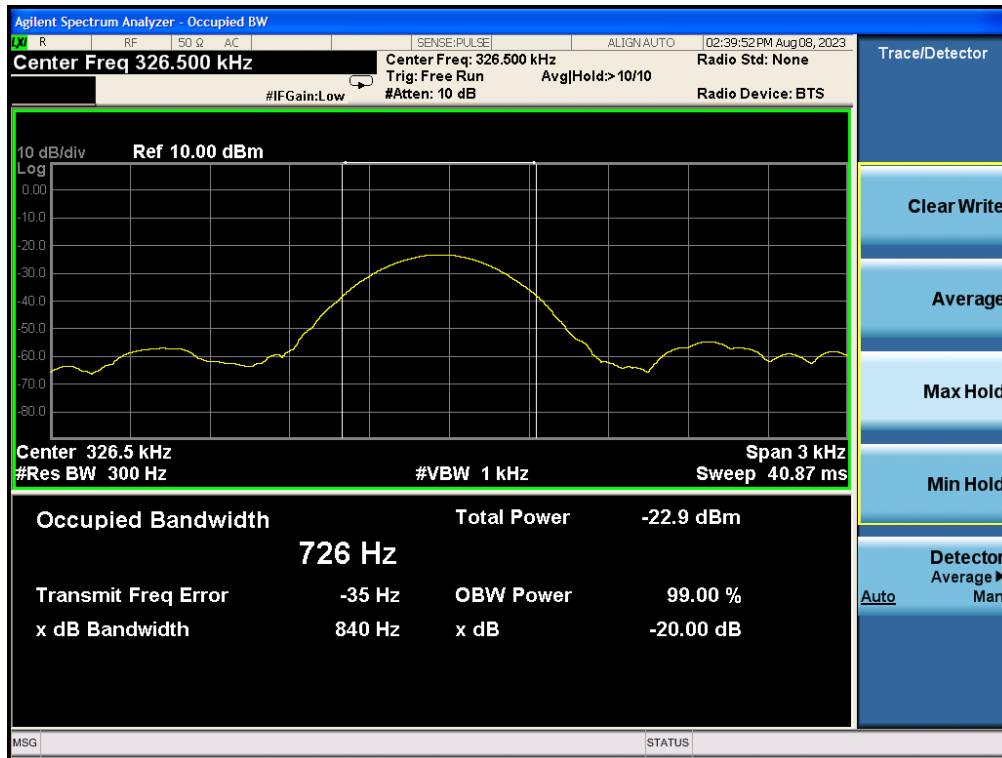 Agilent Spectrum Analyzer - Occupied BW
LXI R RF 50 Ω AC SENSE:PULSE ALIGN AUTO 02:39:52 PM Aug 08, 2023
Center Freq 326.500 kHz
Center Freq: 326.500 kHz Radio Std: None
Trig: Free Run Avg|Hold:>10/10
#IFGain:Low #Atten: 10 dB Radio Device: BTS
10 dB/div Ref 10.00 dBm
Log
0.00
-10.0
-20.0
-30.0
-40.0
-50.0
-60.0
-70.0
-80.0
Center 326.5 kHz Span 3 kHz
#Res BW 300 Hz #VBW 1 kHz Sweep 40.87 ms
Occupied Bandwidth Total Power -22.9 dBm
726 Hz
Transmit Freq Error -35 Hz OBW Power 99.00 %
x dB Bandwidth 840 Hz x dB -20.00 dB
MSG STATUS
Trace/Detector
Clear Write
Average
Max Hold
Min Hold
Detector
Average
Auto Man